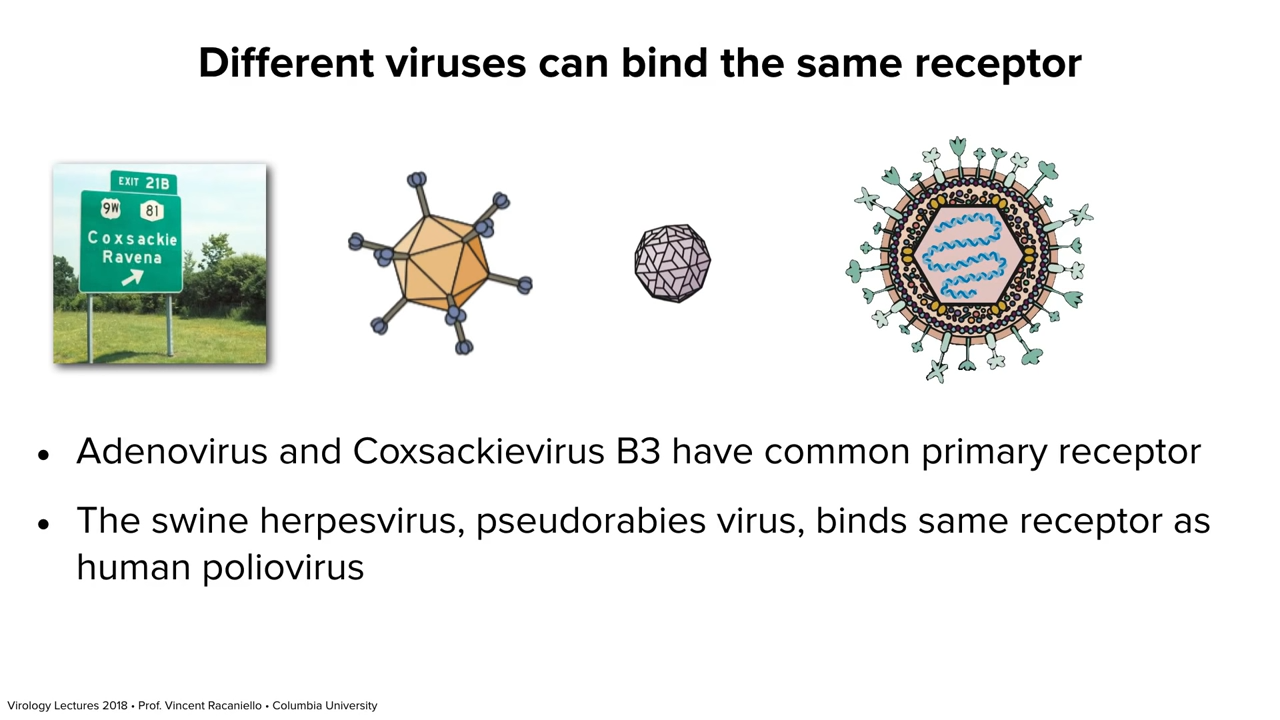 Different viruses can bind the same receptor
EXIT 21B
9W 81
Coxsackie
Ravena
• Adenovirus and Coxsackievirus B3 have common primary receptor
• The swine herpesvirus, pseudorabies virus, binds same receptor as
human poliovirus
Virology Lectures 2018 • Prof. Vincent Racaniello • Columbia University